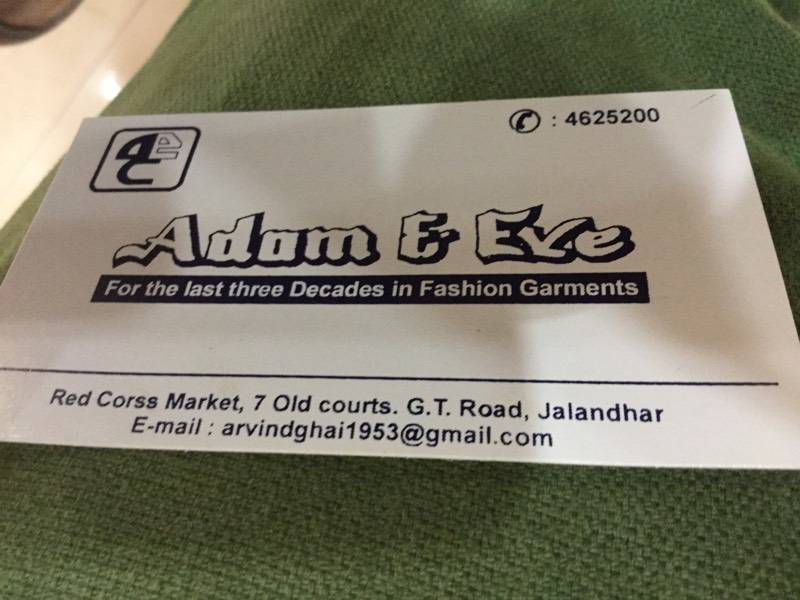 : 4625200
Adam & Eve
For the last three Decades in Fashion Garments
Red Corss Market, 7 Old courts. G.T. Road, Jalandhar
E-mail : arvindghai1953@gmail.com